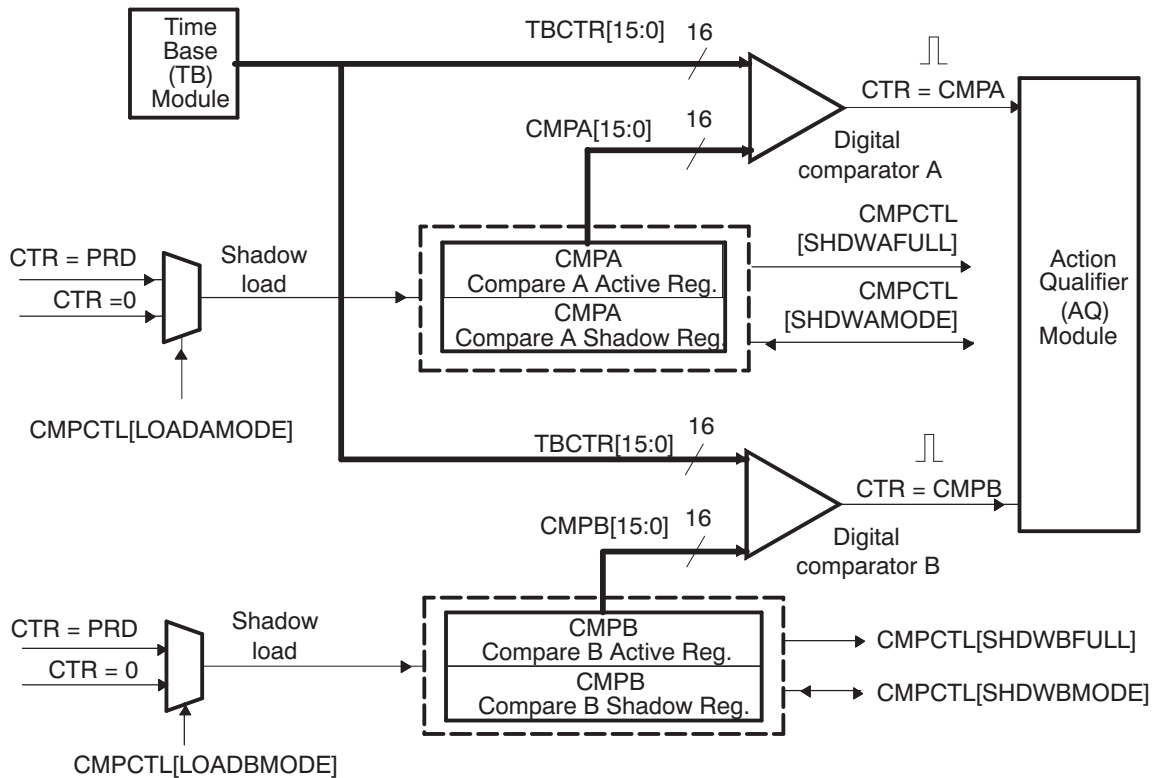 Time
Base
(TB)
Module
TBCTR[15:0]
16
CTR = CMPA
CMPA[15:0]
16
Digital
comparator A
CTR = PRD
CTR =0
Shadow
load
CMPA
Compare A Active Reg.
CMPA
Compare A Shadow Reg.
CMPCTL
[SHDWAFULL]
CMPCTL
[SHDWAMODE]
Action
Qualifier
(AQ)
Module
CMPCTL[LOADAMODE]
TBCTR[15:0]
16
CTR = CMPB
CMPB[15:0]
16
Digital
comparator B
CTR = PRD
CTR = 0
Shadow
load
CMPB
Compare B Active Reg.
CMPB
Compare B Shadow Reg.
CMPCTL[SHDWBFULL]
CMPCTL[SHDWBMODE]
CMPCTL[LOADBMODE]